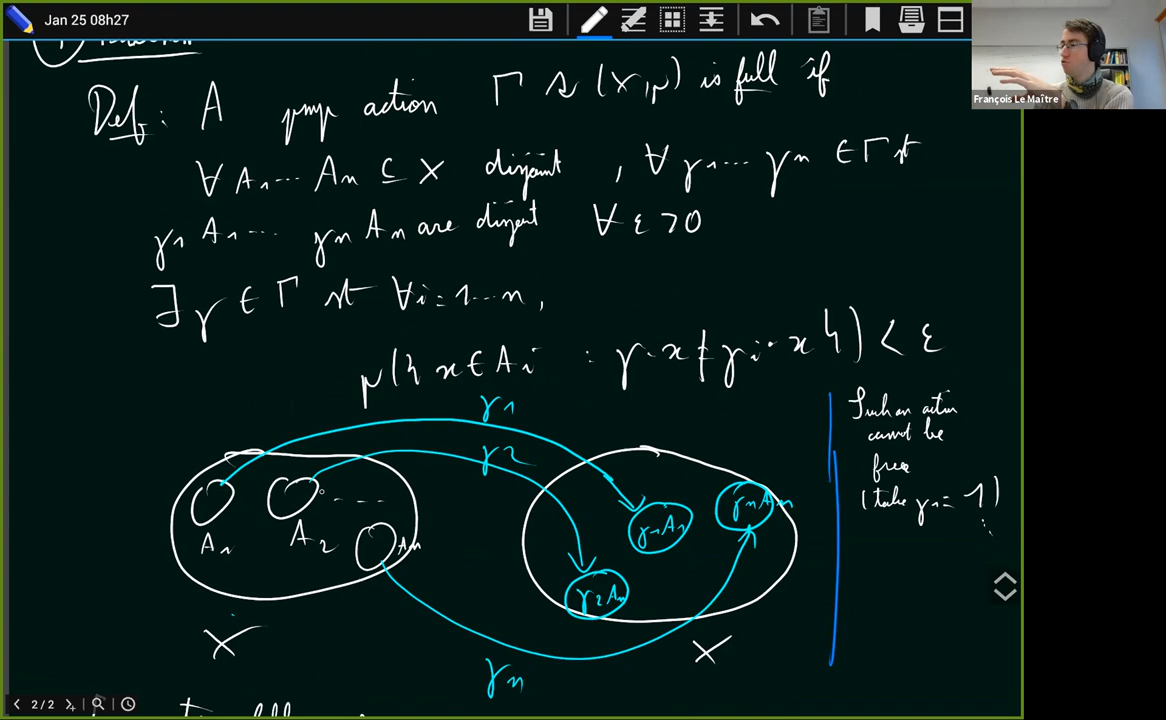 Jan 25 08h27
François Le Maître
Def: A pmp action Γ ↷ (X,μ) is full if
∀ A1... An ⊆ X disjoint, ∀ γ1... γn ∈ Γ st
γ1 A1... γn An are disjoint ∀ ε > 0
∃ γ ∈ Γ st ∀i = 1...n,
μ({x ∈ Ai : γ·x ≠ γi·x}) < ε
Such an action
cannot be
free
(take γ1 = 1)
γ1
γ2
A1
A2
An
γ1A1
γnAn
γ2An
γn
X
X
2/2